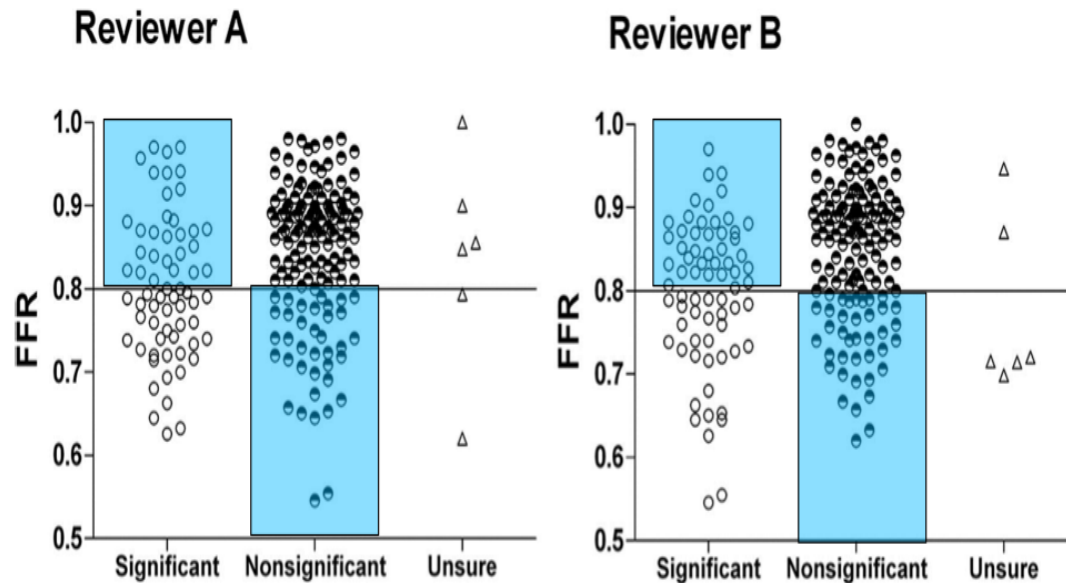 Reviewer A
1.0
0.9
0.8
0.7
0.6
0.5
FFR
Significant
Nonsignificant
Unsure
Reviewer B
1.0
0.9
0.8
0.7
0.6
0.5
FFR
Significant
Nonsignificant
Unsure